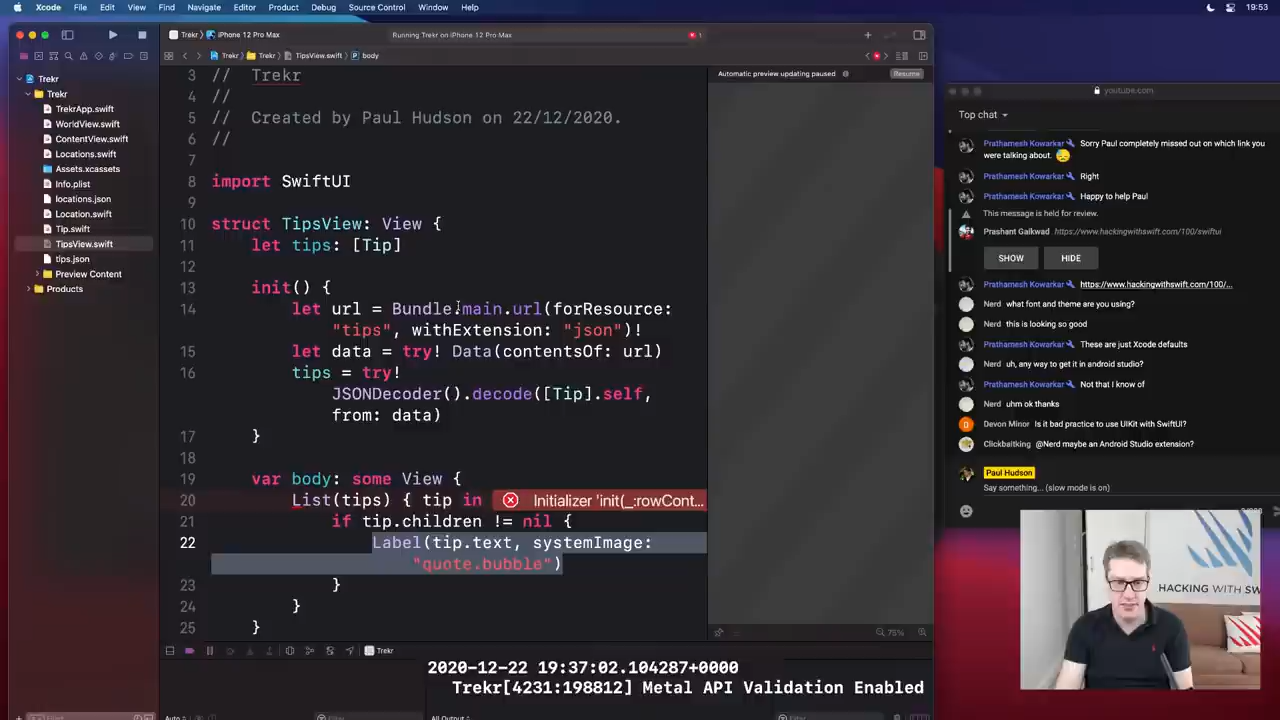 Xcode File Edit View Find Navigate Editor Product Debug Source Control Window Help 19:53
Trekr iPhone 12 Pro Max Running Trekr on iPhone 12 Pro Max 1
Trekr Trekr TipsView.swift body
Trekr
Trekr
TrekrApp.swift
WorldView.swift
ContentView.swift
Locations.swift
Assets.xcassets
Info.plist
locations.json
Location.swift
Tip.swift
TipsView.swift
tips.json
Preview Content
Products
3 // Trekr
4 //
5 // Created by Paul Hudson on 22/12/2020.
6 //
7
8 import SwiftUI
9
10 struct TipsView: View {
11 let tips: [Tip]
12
13 init() {
14 let url = Bundle.main.url(forResource:
"tips", withExtension: "json")!
15 let data = try! Data(contentsOf: url)
16 tips = try!
JSONDecoder().decode([Tip].self,
from: data)
17 }
18
19 var body: some View {
20 List(tips) { tip in Initializer 'init(_:rowCont...
21 if tip.children != nil {
22 Label(tip.text, systemImage:
"quote.bubble")
23 }
24 }
25 }
Automatic preview updating paused Resume
75%
Trekr
2020-12-22 19:37:02.104287+0000
Trekr[4231:198812] Metal API Validation Enabled
Filter
Auto
Filter
All Output
Filter
youtube.com
Top chat
Prathamesh Kowarkar Sorry Paul completely missed out on which link you
were talking about. 😓
Prathamesh Kowarkar Right
Prathamesh Kowarkar Happy to help Paul
This message is held for review.
Prashant Gaikwad .https://www.hackingwithswift.com/100/swiftui
SHOW HIDE
Prathamesh Kowarkar https://www.hackingwithswift.com/100/...
Nerd what font and theme are you using?
Nerd this is looking so good
Prathamesh Kowarkar These are just Xcode defaults
Nerd uh, any way to get it in android studio?
Prathamesh Kowarkar Not that I know of
Nerd uhm ok thanks
Devon Minor Is it bad practice to use UIKit with SwiftUI?
Clickbaitking @Nerd maybe an Android Studio extension?
Paul Hudson
Say something... (slow mode is on)
HACKING WITH SW